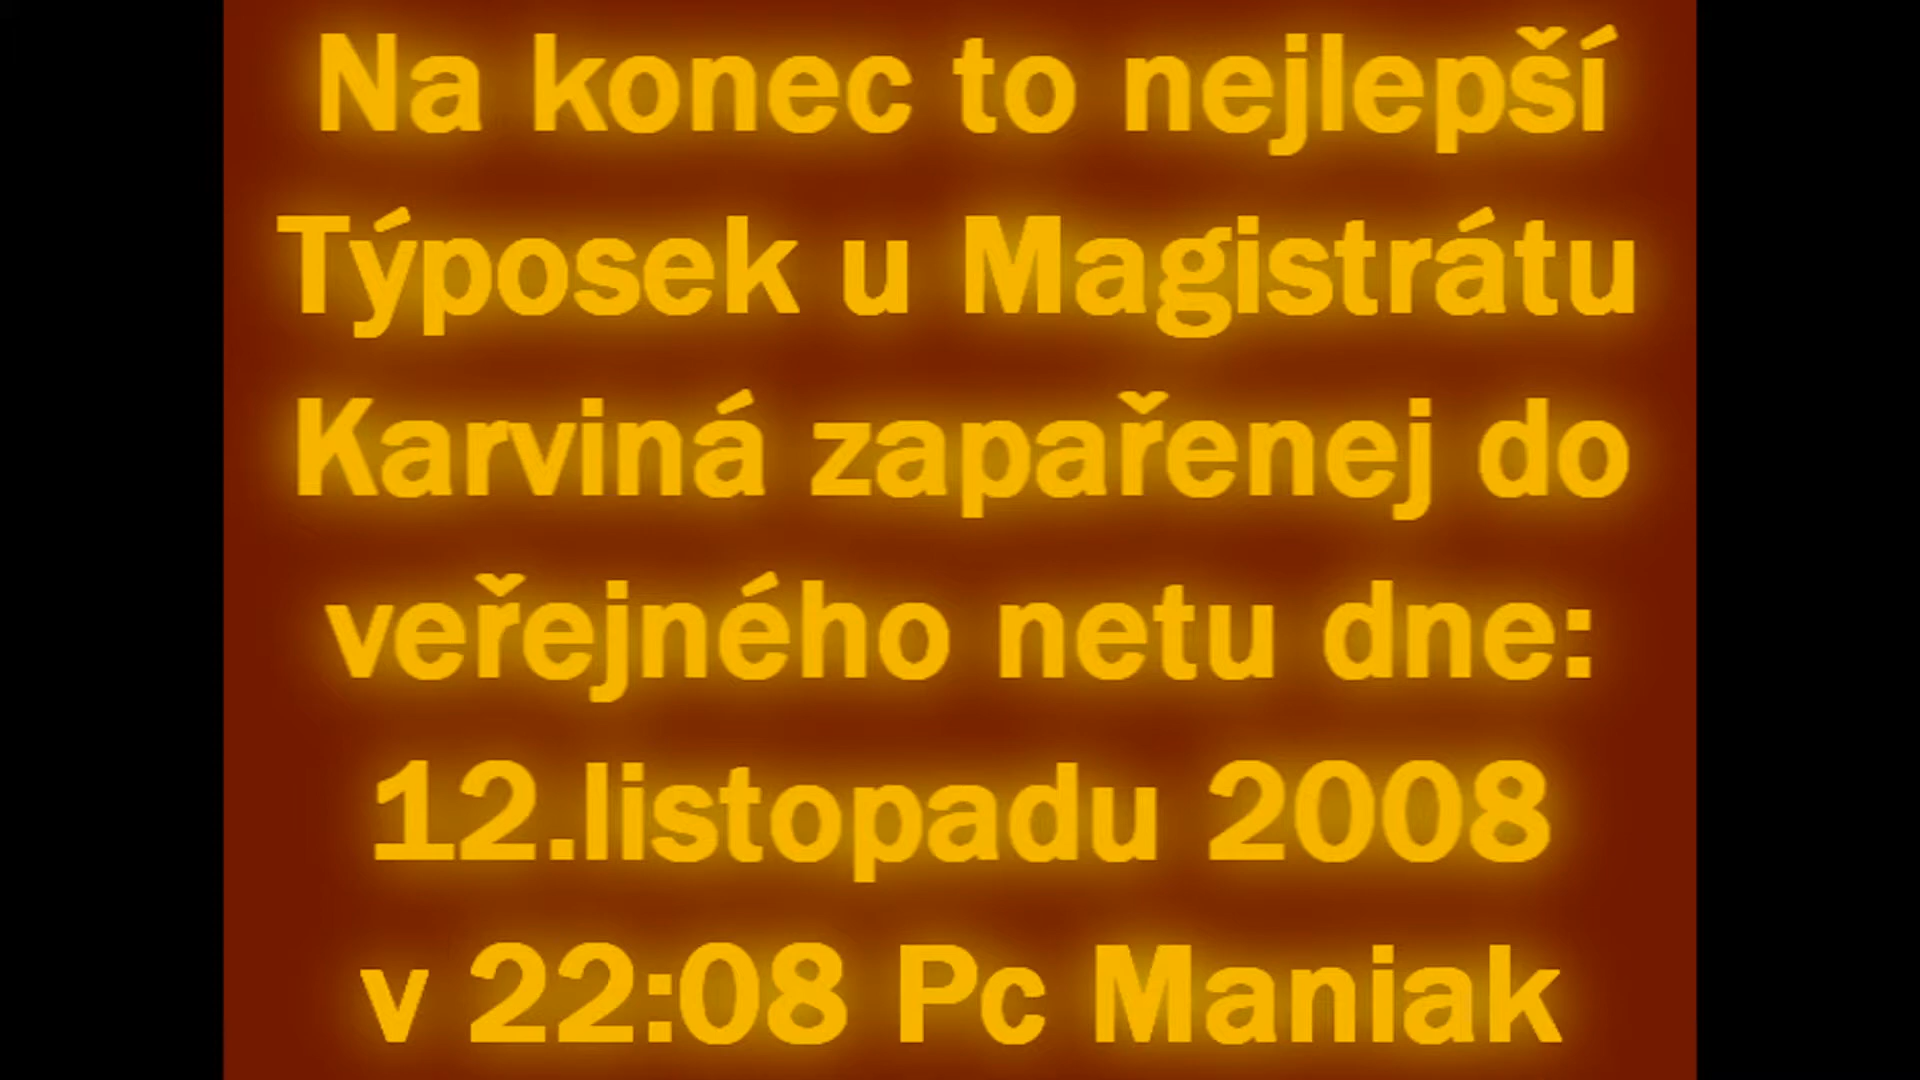 Na konec to nejlepší
Týposek u Magistrátu
Karviná zapařenej do
veřejného netu dne:
12.listopadu 2008
v 22:08 Pc Maniak